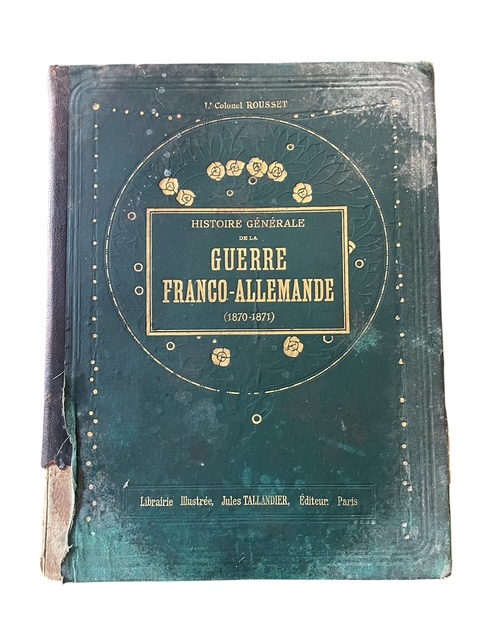 Lt Colonel ROUSSET
HISTOIRE GÉNÉRALE
DE LA
GUERRE
FRANCO-ALLEMANDE
(1870-1871)
Librairie Illustrée, Jules TALLANDIER, Éditeur. Paris